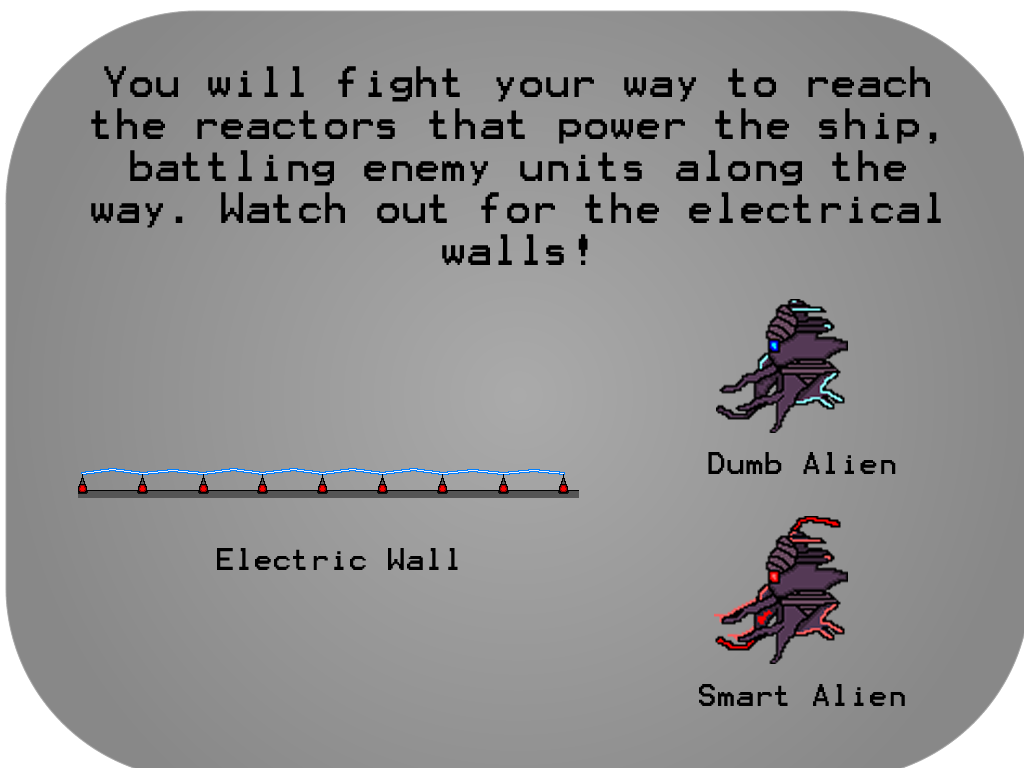 You will fight your way to reach
the reactors that power the ship,
battling enemy units along the
way. Watch out for the electrical
walls!
Dumb Alien
Electric Wall
Smart Alien